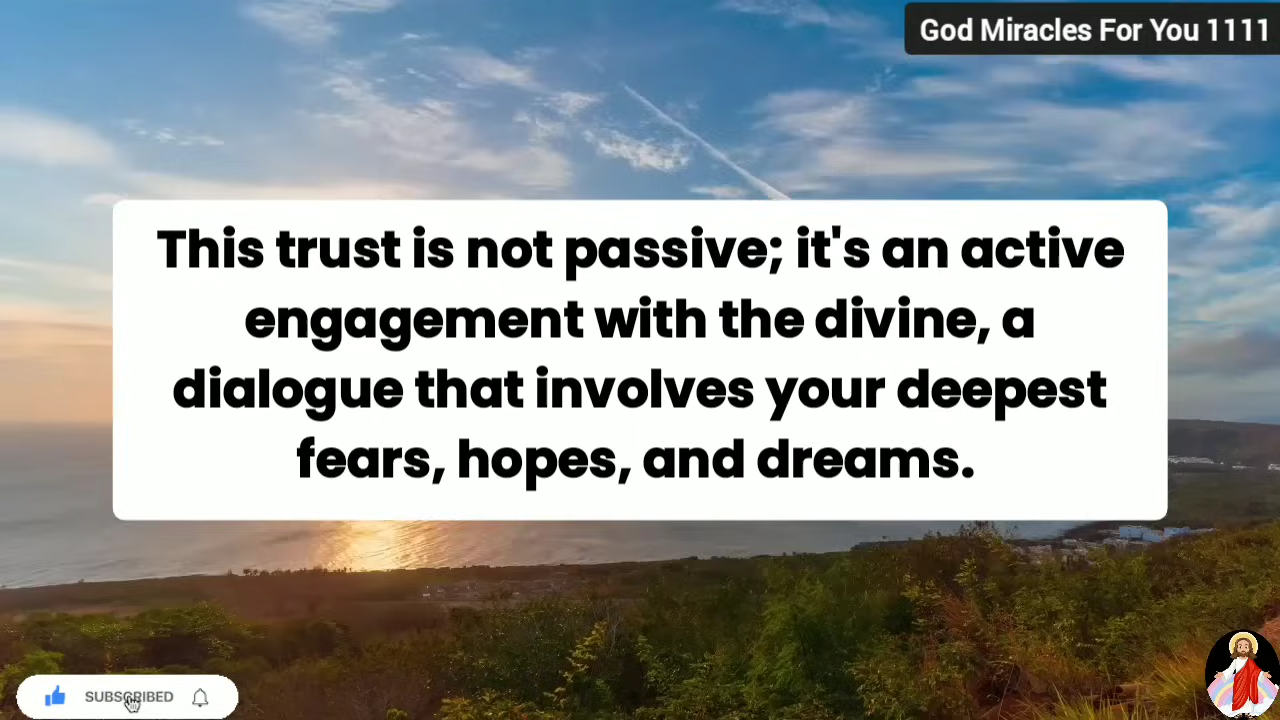 God Miracles For You 1111
This trust is not passive; it's an active
engagement with the divine, a
dialogue that involves your deepest
fears, hopes, and dreams.
SUBSCRIBED